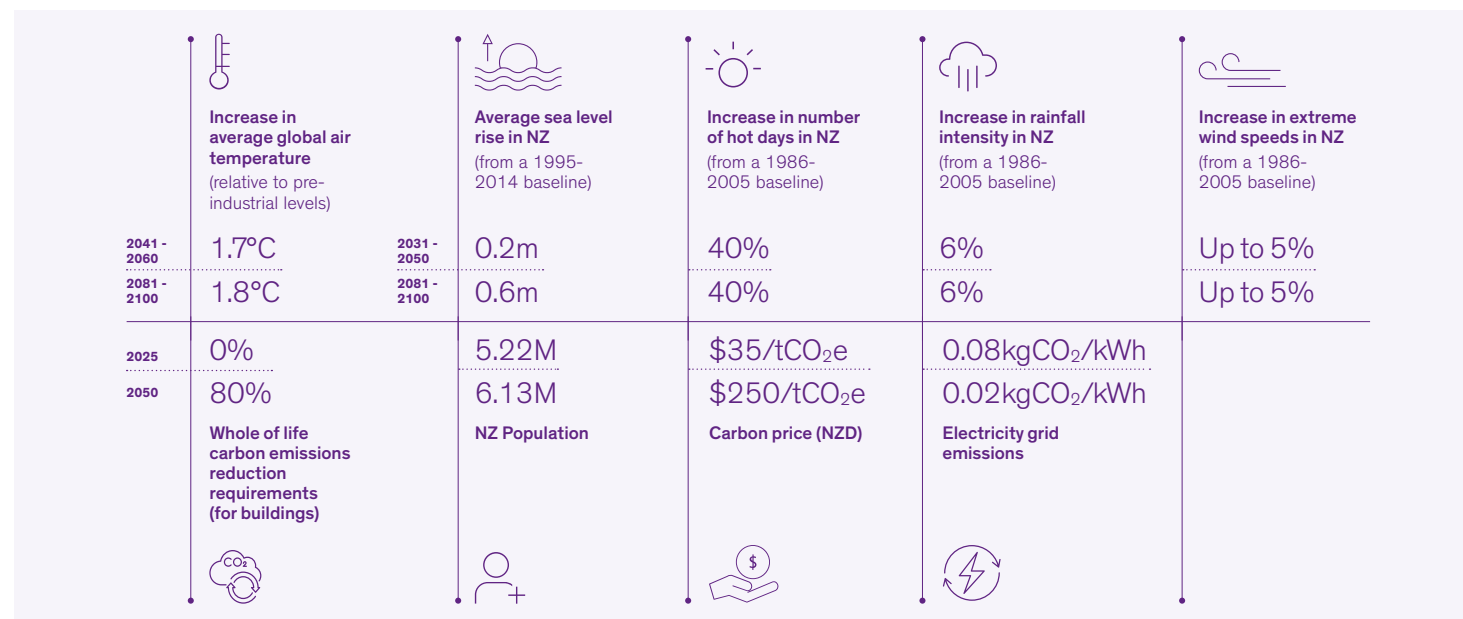 Increase in
average global air
temperature
(relative to pre-
industrial levels)
Average sea level
rise in NZ
(from a 1995-
2014 baseline)
Increase in number
of hot days in NZ
(from a 1986-
2005 baseline)
Increase in rainfall
intensity in NZ
(from a 1986-
2005 baseline)
Increase in extreme
wind speeds in NZ
(from a 1986-
2005 baseline)
2041 -
2060
1.7°C
2031 -
2050
0.2m
40%
6%
Up to 5%
2081 -
2100
1.8°C
2081 -
2100
0.6m
40%
6%
Up to 5%
2025
0%
5.22M
$35/tCO₂e
0.08kgCO₂/kWh
2050
80%
6.13M
$250/tCO₂e
0.02kgCO₂/kWh
Whole of life
carbon emissions
reduction
requirements
(for buildings)
NZ Population
Carbon price (NZD)
Electricity grid
emissions
CO₂
$